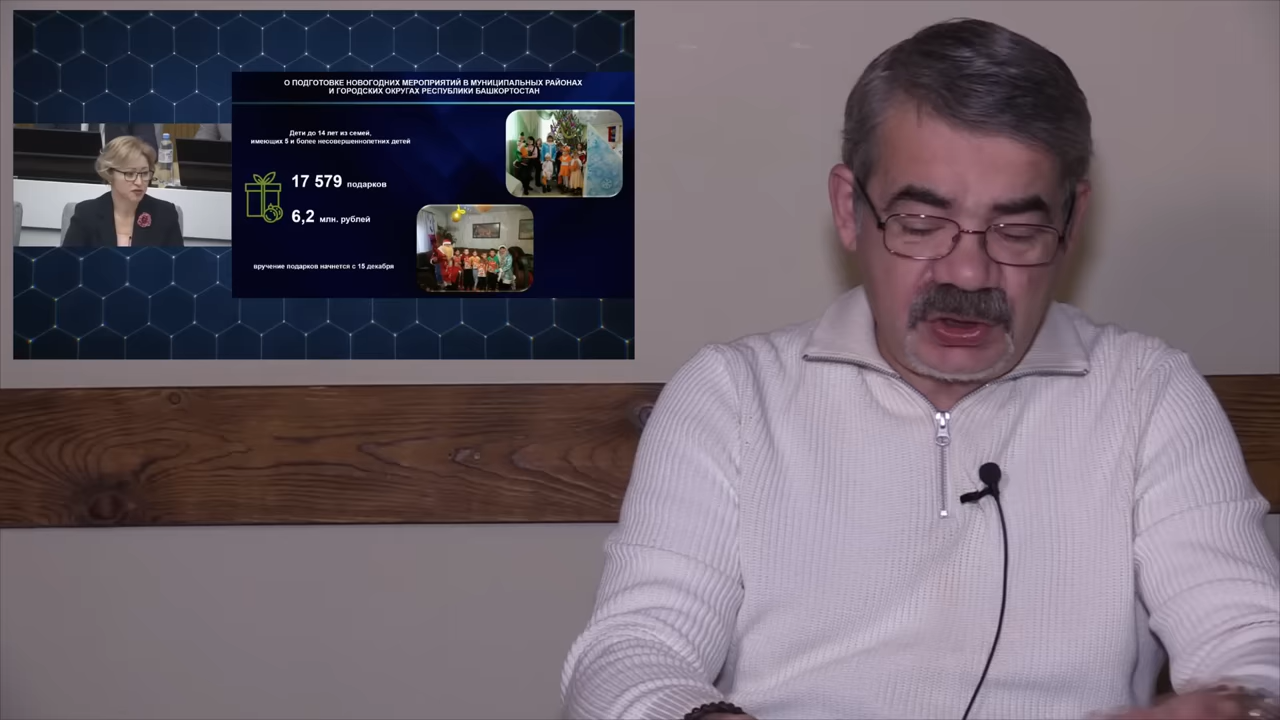 О ПОДГОТОВКЕ НОВОГОДНИХ МЕРОПРИЯТИЙ В МУНИЦИПАЛЬНЫХ РАЙОНАХ
И ГОРОДСКИХ ОКРУГАХ РЕСПУБЛИКИ БАШКОРТОСТАН
Дети до 14 лет из семей,
имеющих 5 и более несовершеннолетних детей
17 579 подарков
6,2 млн. рублей
вручение подарков начнется с 15 декабря